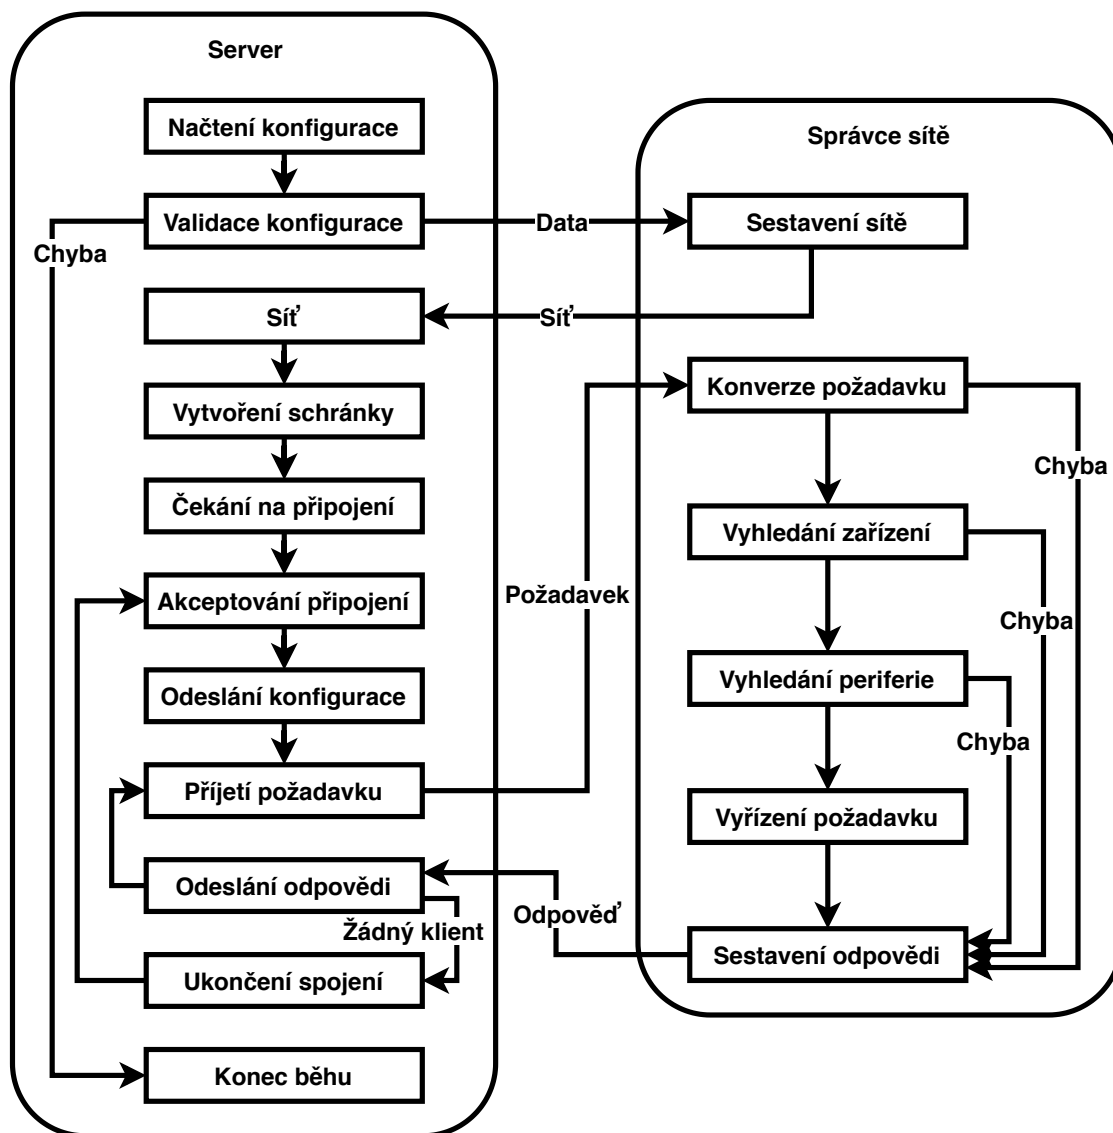 Server
Načtení konfigurace
Validace konfigurace
Chyba
Data
Síť
Síť
Vytvoření schránky
Čekání na připojení
Akceptování připojení
Odeslání konfigurace
Příjetí požadavku
Požadavek
Odeslání odpovědi
Žádný klient
Odpověď
Ukončení spojení
Konec běhu
Správce sítě
Sestavení sítě
Konverze požadavku
Chyba
Vyhledání zařízení
Chyba
Vyhledání periferie
Chyba
Vyřízení požadavku
Sestavení odpovědi